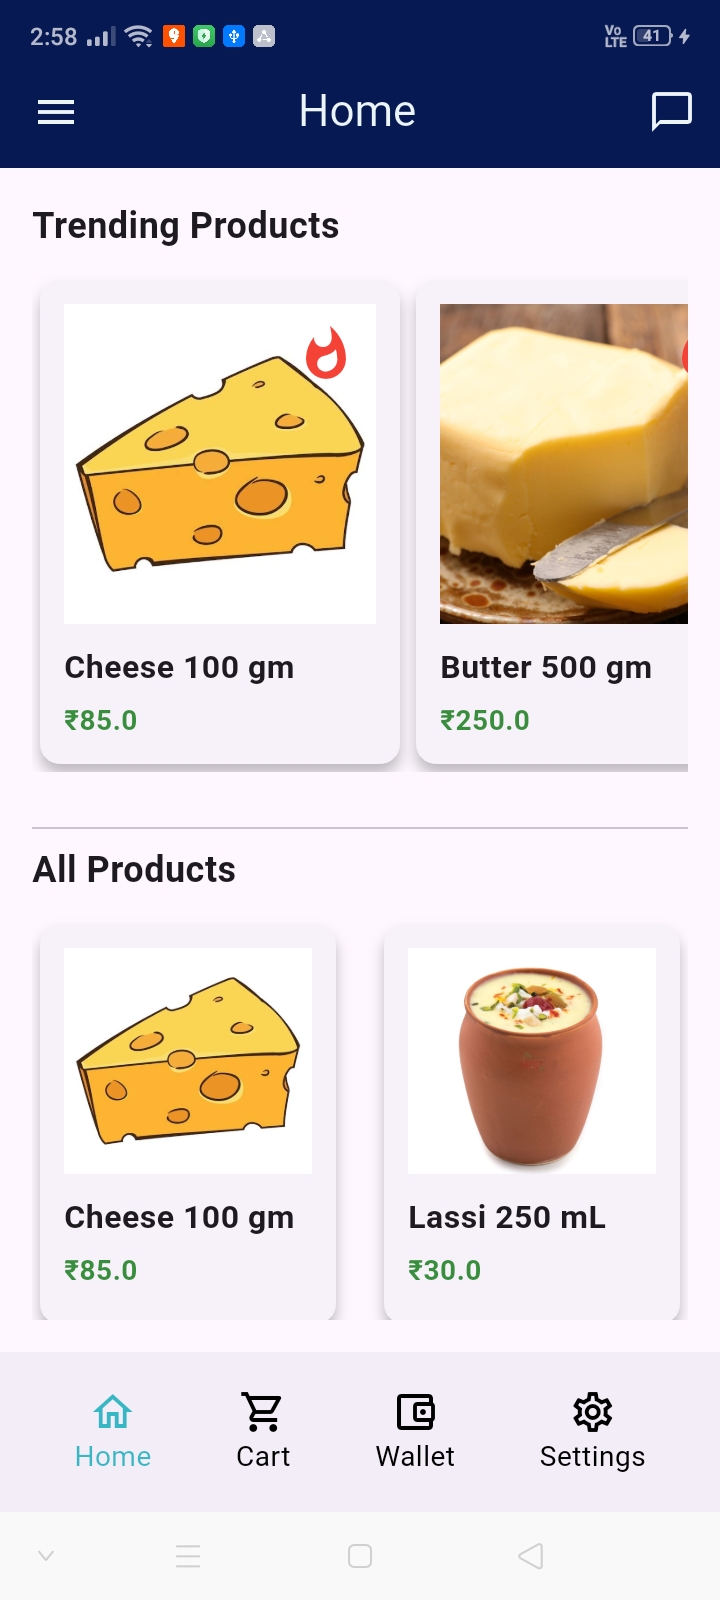 2:58
Vo
LTE
41
Home
Trending Products
Cheese 100 gm
₹85.0
Butter 500 gm
₹250.0
All Products
Cheese 100 gm
₹85.0
Lassi 250 mL
₹30.0
Home
Cart
Wallet
Settings